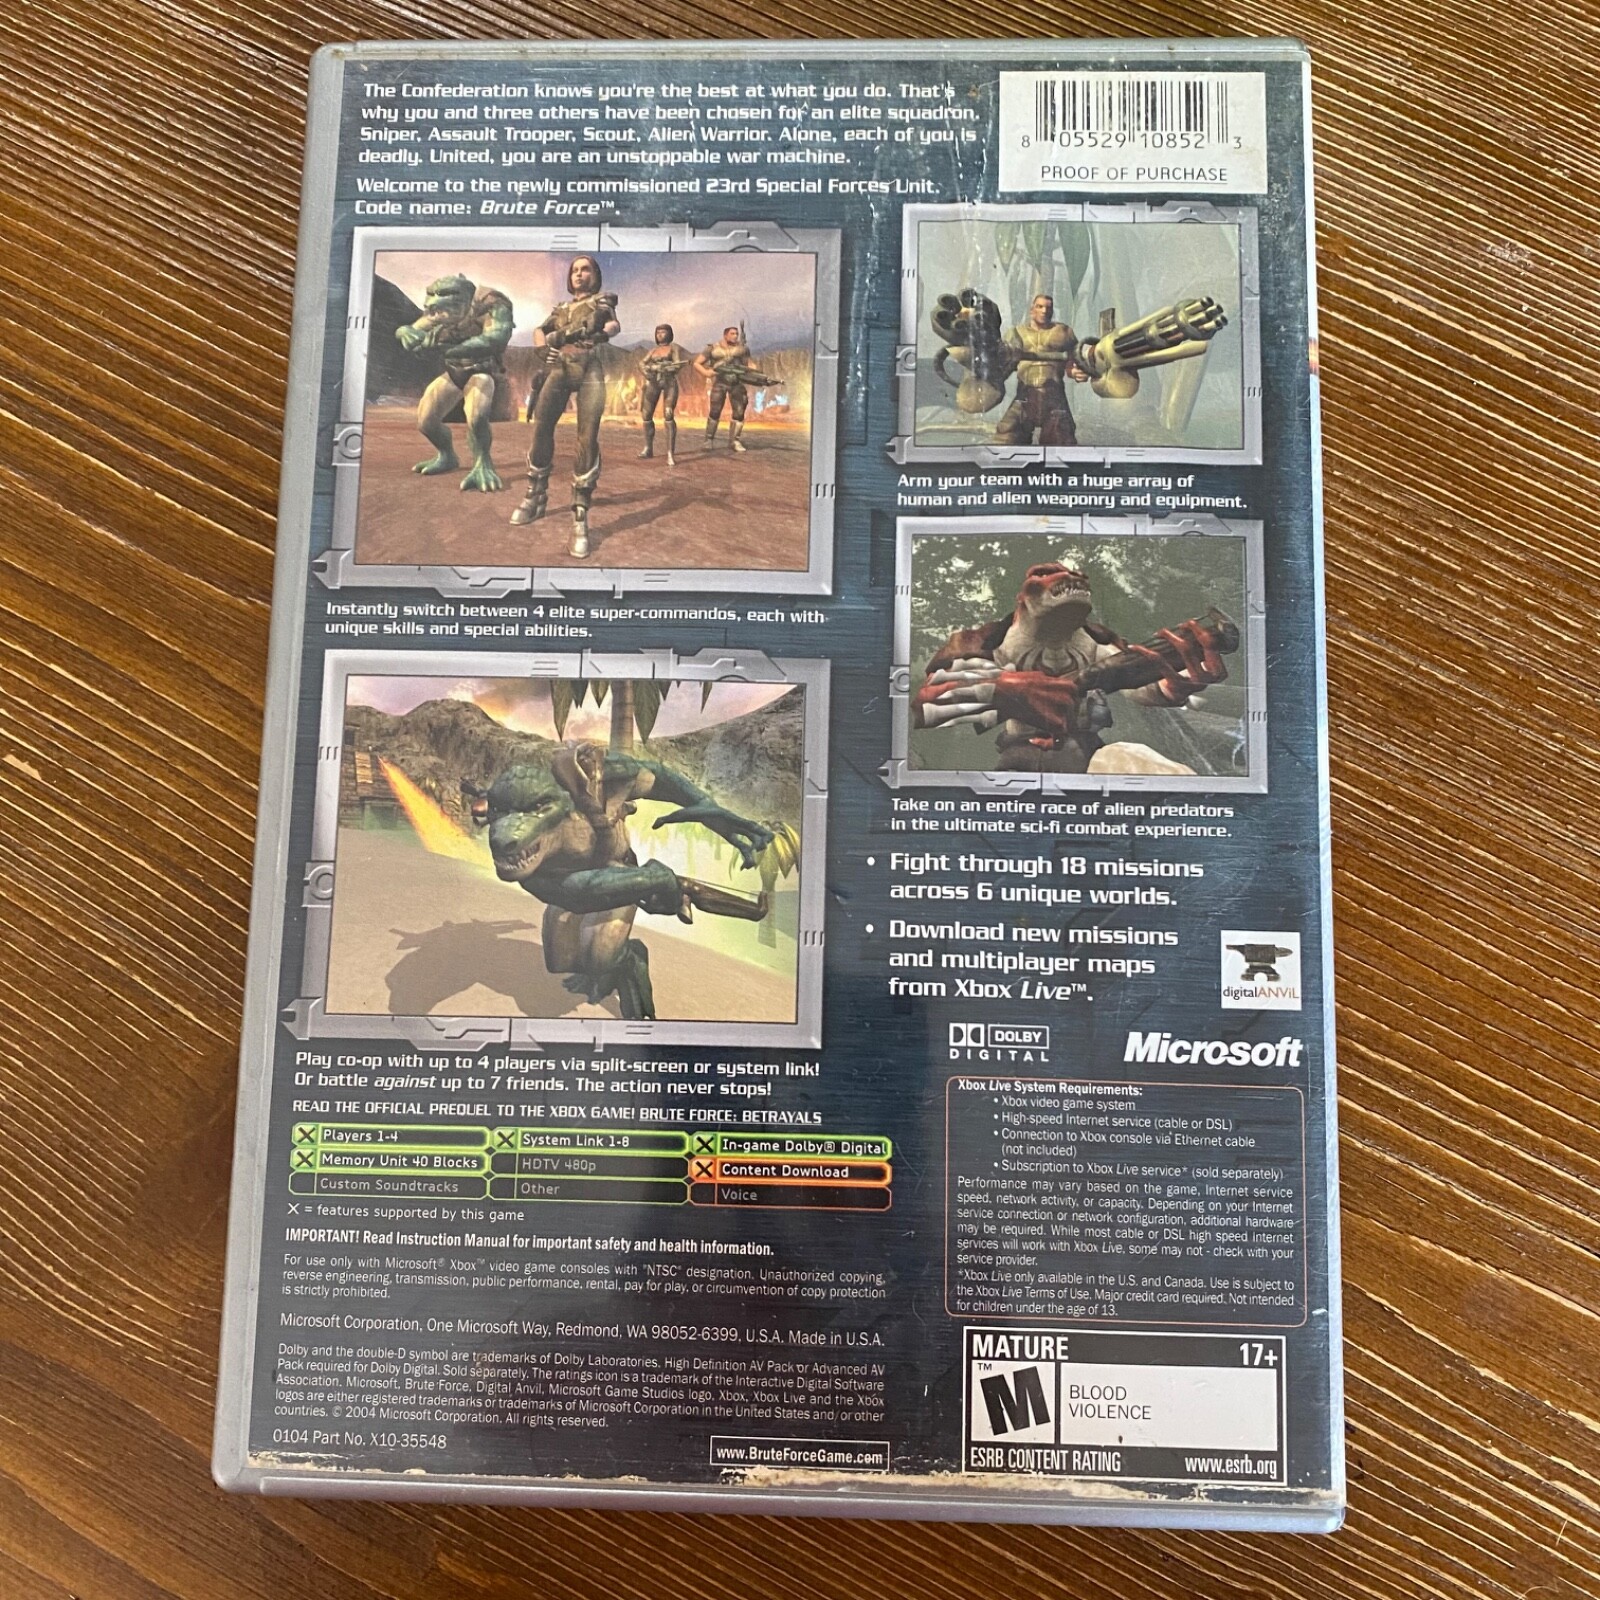 The Confederation knows you're the best at what you do. That's
why you and three others have been chosen for an elite squadron.
Sniper, Assault Trooper, Scout, Alien Warrior. Alone, each of you is
deadly. United, you are an unstoppable war machine.
Welcome to the newly commissioned 23rd Special Forces Unit.
Code name: Brute Force™.
8 05529 10852 3
PROOF OF PURCHASE
Instantly switch between 4 elite super-commandos, each with
unique skills and special abilities.
Arm your team with a huge array of
human and alien weaponry and equipment.
Take on an entire race of alien predators
in the ultimate sci-fi combat experience.
• Fight through 18 missions
across 6 unique worlds.
• Download new missions
and multiplayer maps
from Xbox Live™.
digitalANViL
DOLBY
DIGITAL
Microsoft
Play co-op with up to 4 players via split-screen or system link!
Or battle against up to 7 friends. The action never stops!
READ THE OFFICIAL PREQUEL TO THE XBOX GAME! BRUTE FORCE: BETRAYALS
X Players 1-4
X System Link 1-8
X In-game Dolby® Digital
X Memory Unit 40 Blocks
HDTV 480p
X Content Download
Custom Soundtracks
Other
Voice
X = features supported by this game
IMPORTANT! Read Instruction Manual for important safety and health information.
For use only with Microsoft® Xbox™ video game consoles with "NTSC" designation. Unauthorized copying,
reverse engineering, transmission, public performance, rental, pay for play, or circumvention of copy protection
is strictly prohibited.
Microsoft Corporation, One Microsoft Way, Redmond, WA 98052-6399, U.S.A. Made in U.S.A.
Dolby and the double-D symbol are trademarks of Dolby Laboratories. High Definition AV Pack or Advanced AV
Pack required for Dolby Digital. Sold separately. The ratings icon is a trademark of the Interactive Digital Software
Association. Microsoft, Brute Force, Digital Anvil, Microsoft Game Studios logo, Xbox, Xbox Live and the Xbox
logos are either registered trademarks or trademarks of Microsoft Corporation in the United States and/or other
countries. © 2004 Microsoft Corporation. All rights reserved.
0104 Part No. X10-35548
www.BruteForceGame.com
Xbox Live System Requirements:
• Xbox video game system
• High-speed Internet service (cable or DSL)
• Connection to Xbox console via Ethernet cable
(not included)
• Subscription to Xbox Live service* (sold separately)
Performance may vary based on the game, Internet service
speed, network activity, or capacity. Depending on your Internet
service connection or network configuration, additional hardware
may be required. While most cable or DSL high speed Internet
services will work with Xbox Live, some may not - check with your
service provider.
*Xbox Live only available in the U.S. and Canada. Use is subject to
the Xbox Live Terms of Use. Major credit card required. Not intended
for children under the age of 13.
MATURE 17+
TM
M
BLOOD
VIOLENCE
ESRB CONTENT RATING www.esrb.org